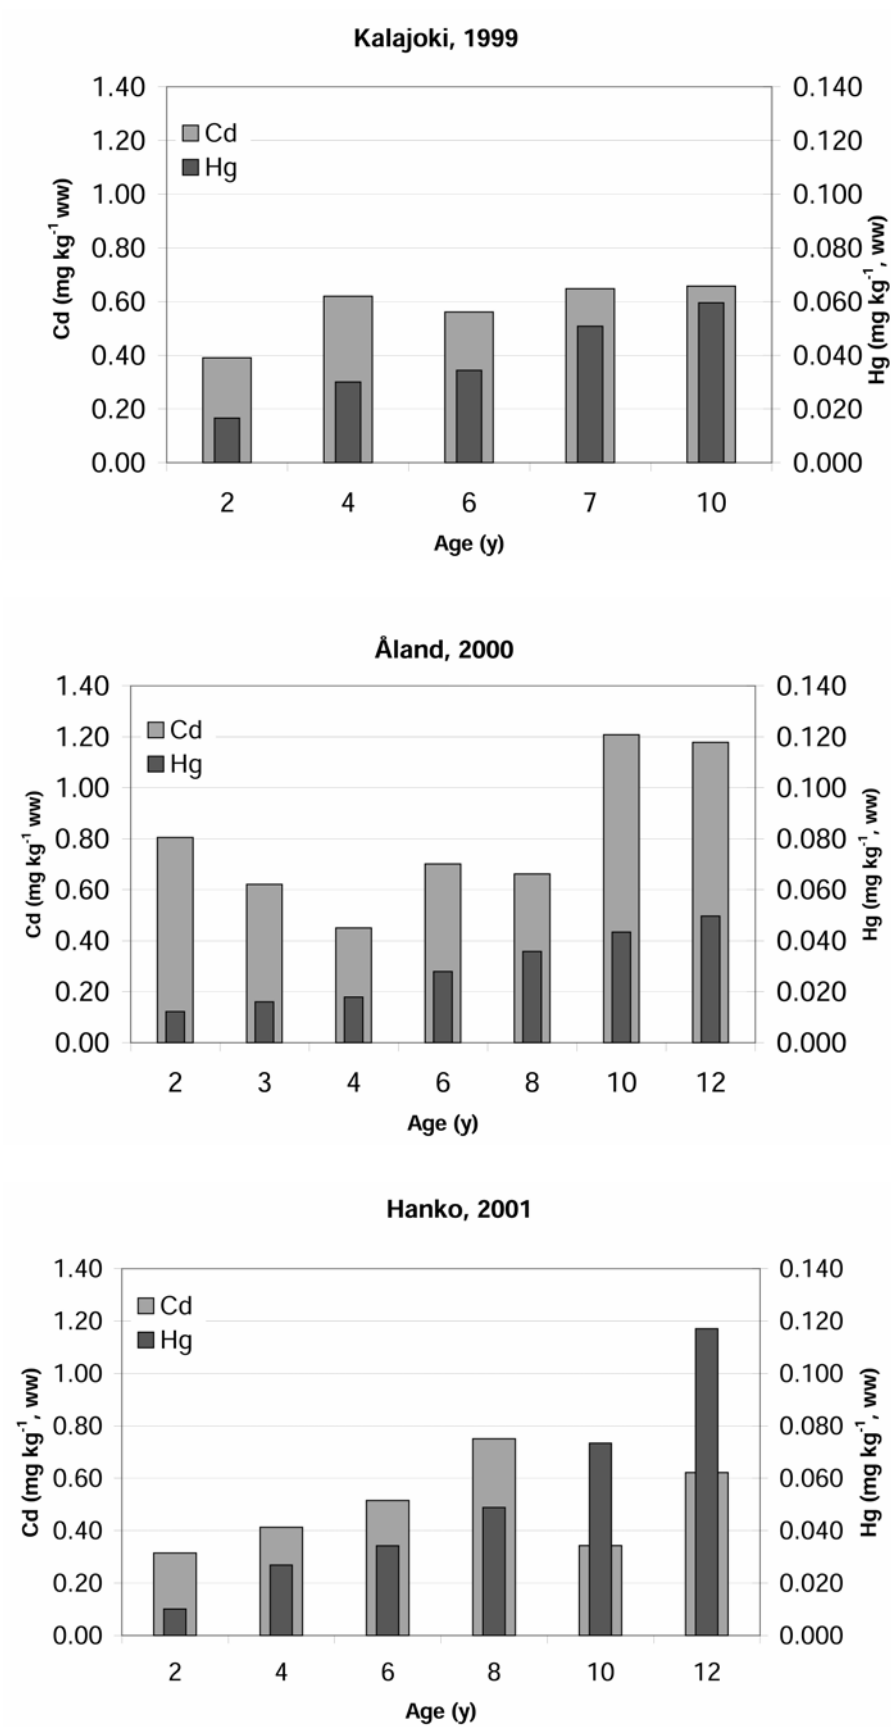 Kalajoki, 1999
1.40 0.140
1.20 Cd 0.120
Hg
1.00 0.100
0.80 0.080
0.60 0.060
0.40 0.040
0.20 0.020
0.00 0.000
Cd (mg kg-1 ww)
Hg (mg kg-1, ww)
2 4 6 7 10
Age (y)
Åland, 2000
1.40 0.140
Cd
1.20 0.120
Hg
1.00 0.100
0.80 0.080
0.60 0.060
0.40 0.040
0.20 0.020
0.00 0.000
Cd (mg kg-1 ww)
Hg (mg kg-1, ww)
2 3 4 6 8 10 12
Age (y)
Hanko, 2001
1.40 0.140
Cd
1.20 0.120
Hg
1.00 0.100
0.80 0.080
0.60 0.060
0.40 0.040
0.20 0.020
0.00 0.000
Cd (mg kg-1, ww)
Hg (mg kg-1, ww)
2 4 6 8 10 12
Age (y)